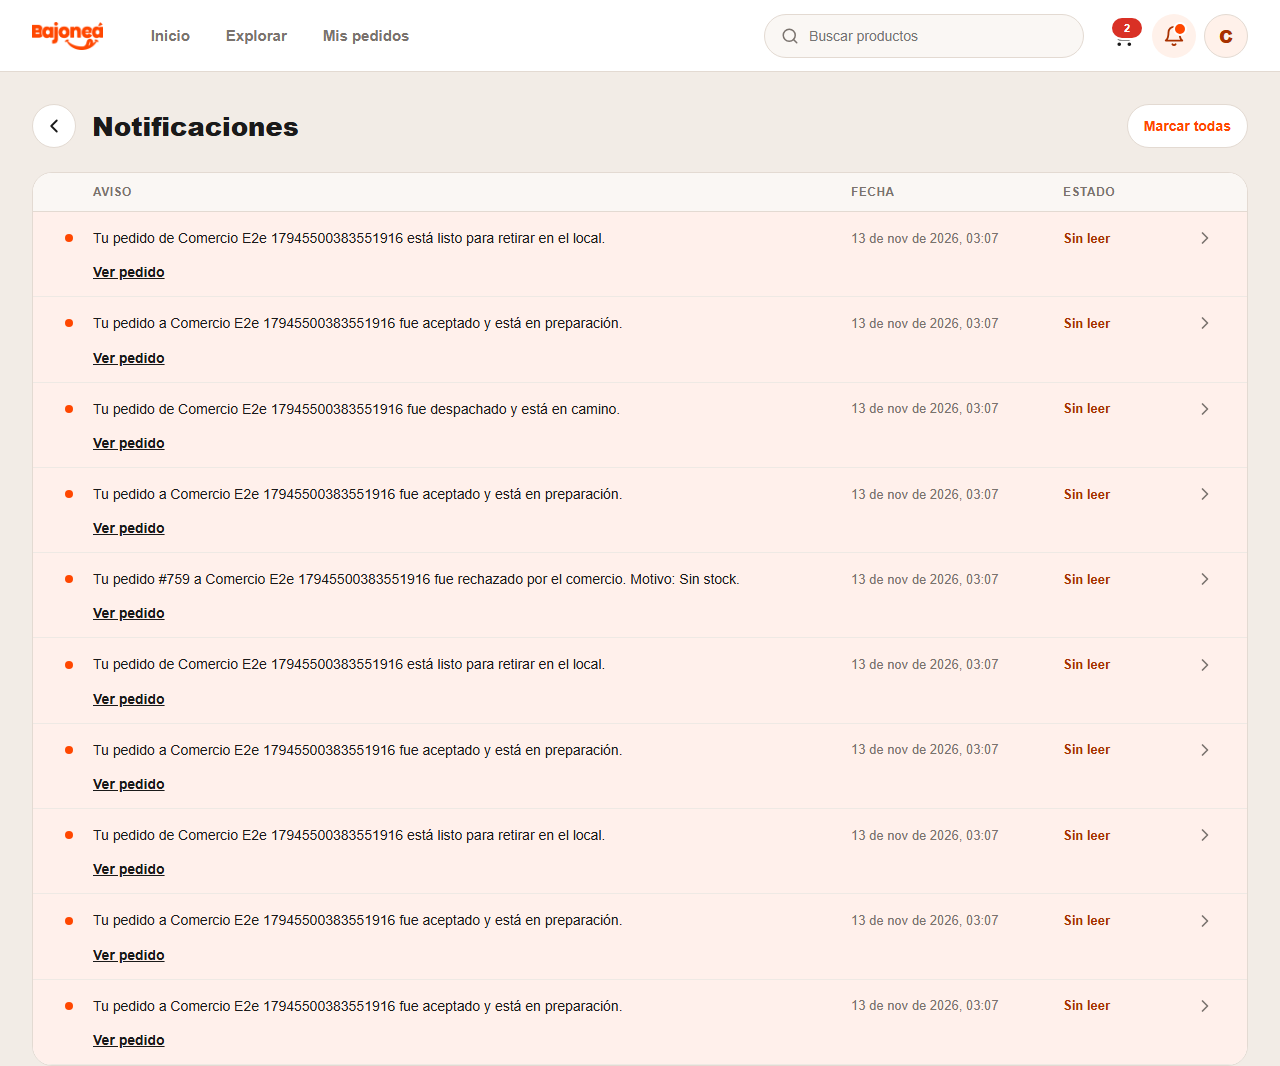 Bajoneá
Inicio
Explorar
Mis pedidos
Buscar productos
2
C
Notificaciones
Marcar todas
AVISO
FECHA
ESTADO
Tu pedido de Comercio E2e 17945500383551916 está listo para retirar en el local.
13 de nov de 2026, 03:07
Sin leer
Ver pedido
Tu pedido a Comercio E2e 17945500383551916 fue aceptado y está en preparación.
13 de nov de 2026, 03:07
Sin leer
Ver pedido
Tu pedido de Comercio E2e 17945500383551916 fue despachado y está en camino.
13 de nov de 2026, 03:07
Sin leer
Ver pedido
Tu pedido a Comercio E2e 17945500383551916 fue aceptado y está en preparación.
13 de nov de 2026, 03:07
Sin leer
Ver pedido
Tu pedido #759 a Comercio E2e 17945500383551916 fue rechazado por el comercio. Motivo: Sin stock.
13 de nov de 2026, 03:07
Sin leer
Ver pedido
Tu pedido de Comercio E2e 17945500383551916 está listo para retirar en el local.
13 de nov de 2026, 03:07
Sin leer
Ver pedido
Tu pedido a Comercio E2e 17945500383551916 fue aceptado y está en preparación.
13 de nov de 2026, 03:07
Sin leer
Ver pedido
Tu pedido de Comercio E2e 17945500383551916 está listo para retirar en el local.
13 de nov de 2026, 03:07
Sin leer
Ver pedido
Tu pedido a Comercio E2e 17945500383551916 fue aceptado y está en preparación.
13 de nov de 2026, 03:07
Sin leer
Ver pedido
Tu pedido a Comercio E2e 17945500383551916 fue aceptado y está en preparación.
13 de nov de 2026, 03:07
Sin leer
Ver pedido